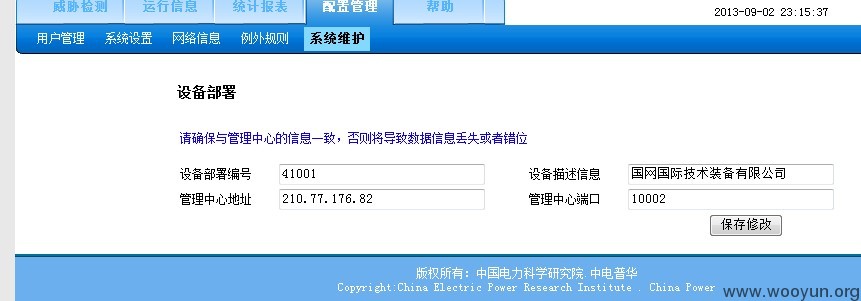 威胁检测 运行信息 统计报表 配置管理 帮助
2013-09-02 23:15:37
用户管理 系统设置 网络信息 例外规则 系统维护
设备部署
请确保与管理中心的信息一致，否则将导致数据信息丢失或者错位
设备部署编号 41001 设备描述信息 国网国际技术装备有限公司
管理中心地址 210.77.176.82 管理中心端口 10002
保存修改
版权所有：中国电力科学研究院.中电普华
Copyright:China Electric Power Research Institute . China Power
www.wooyun.org